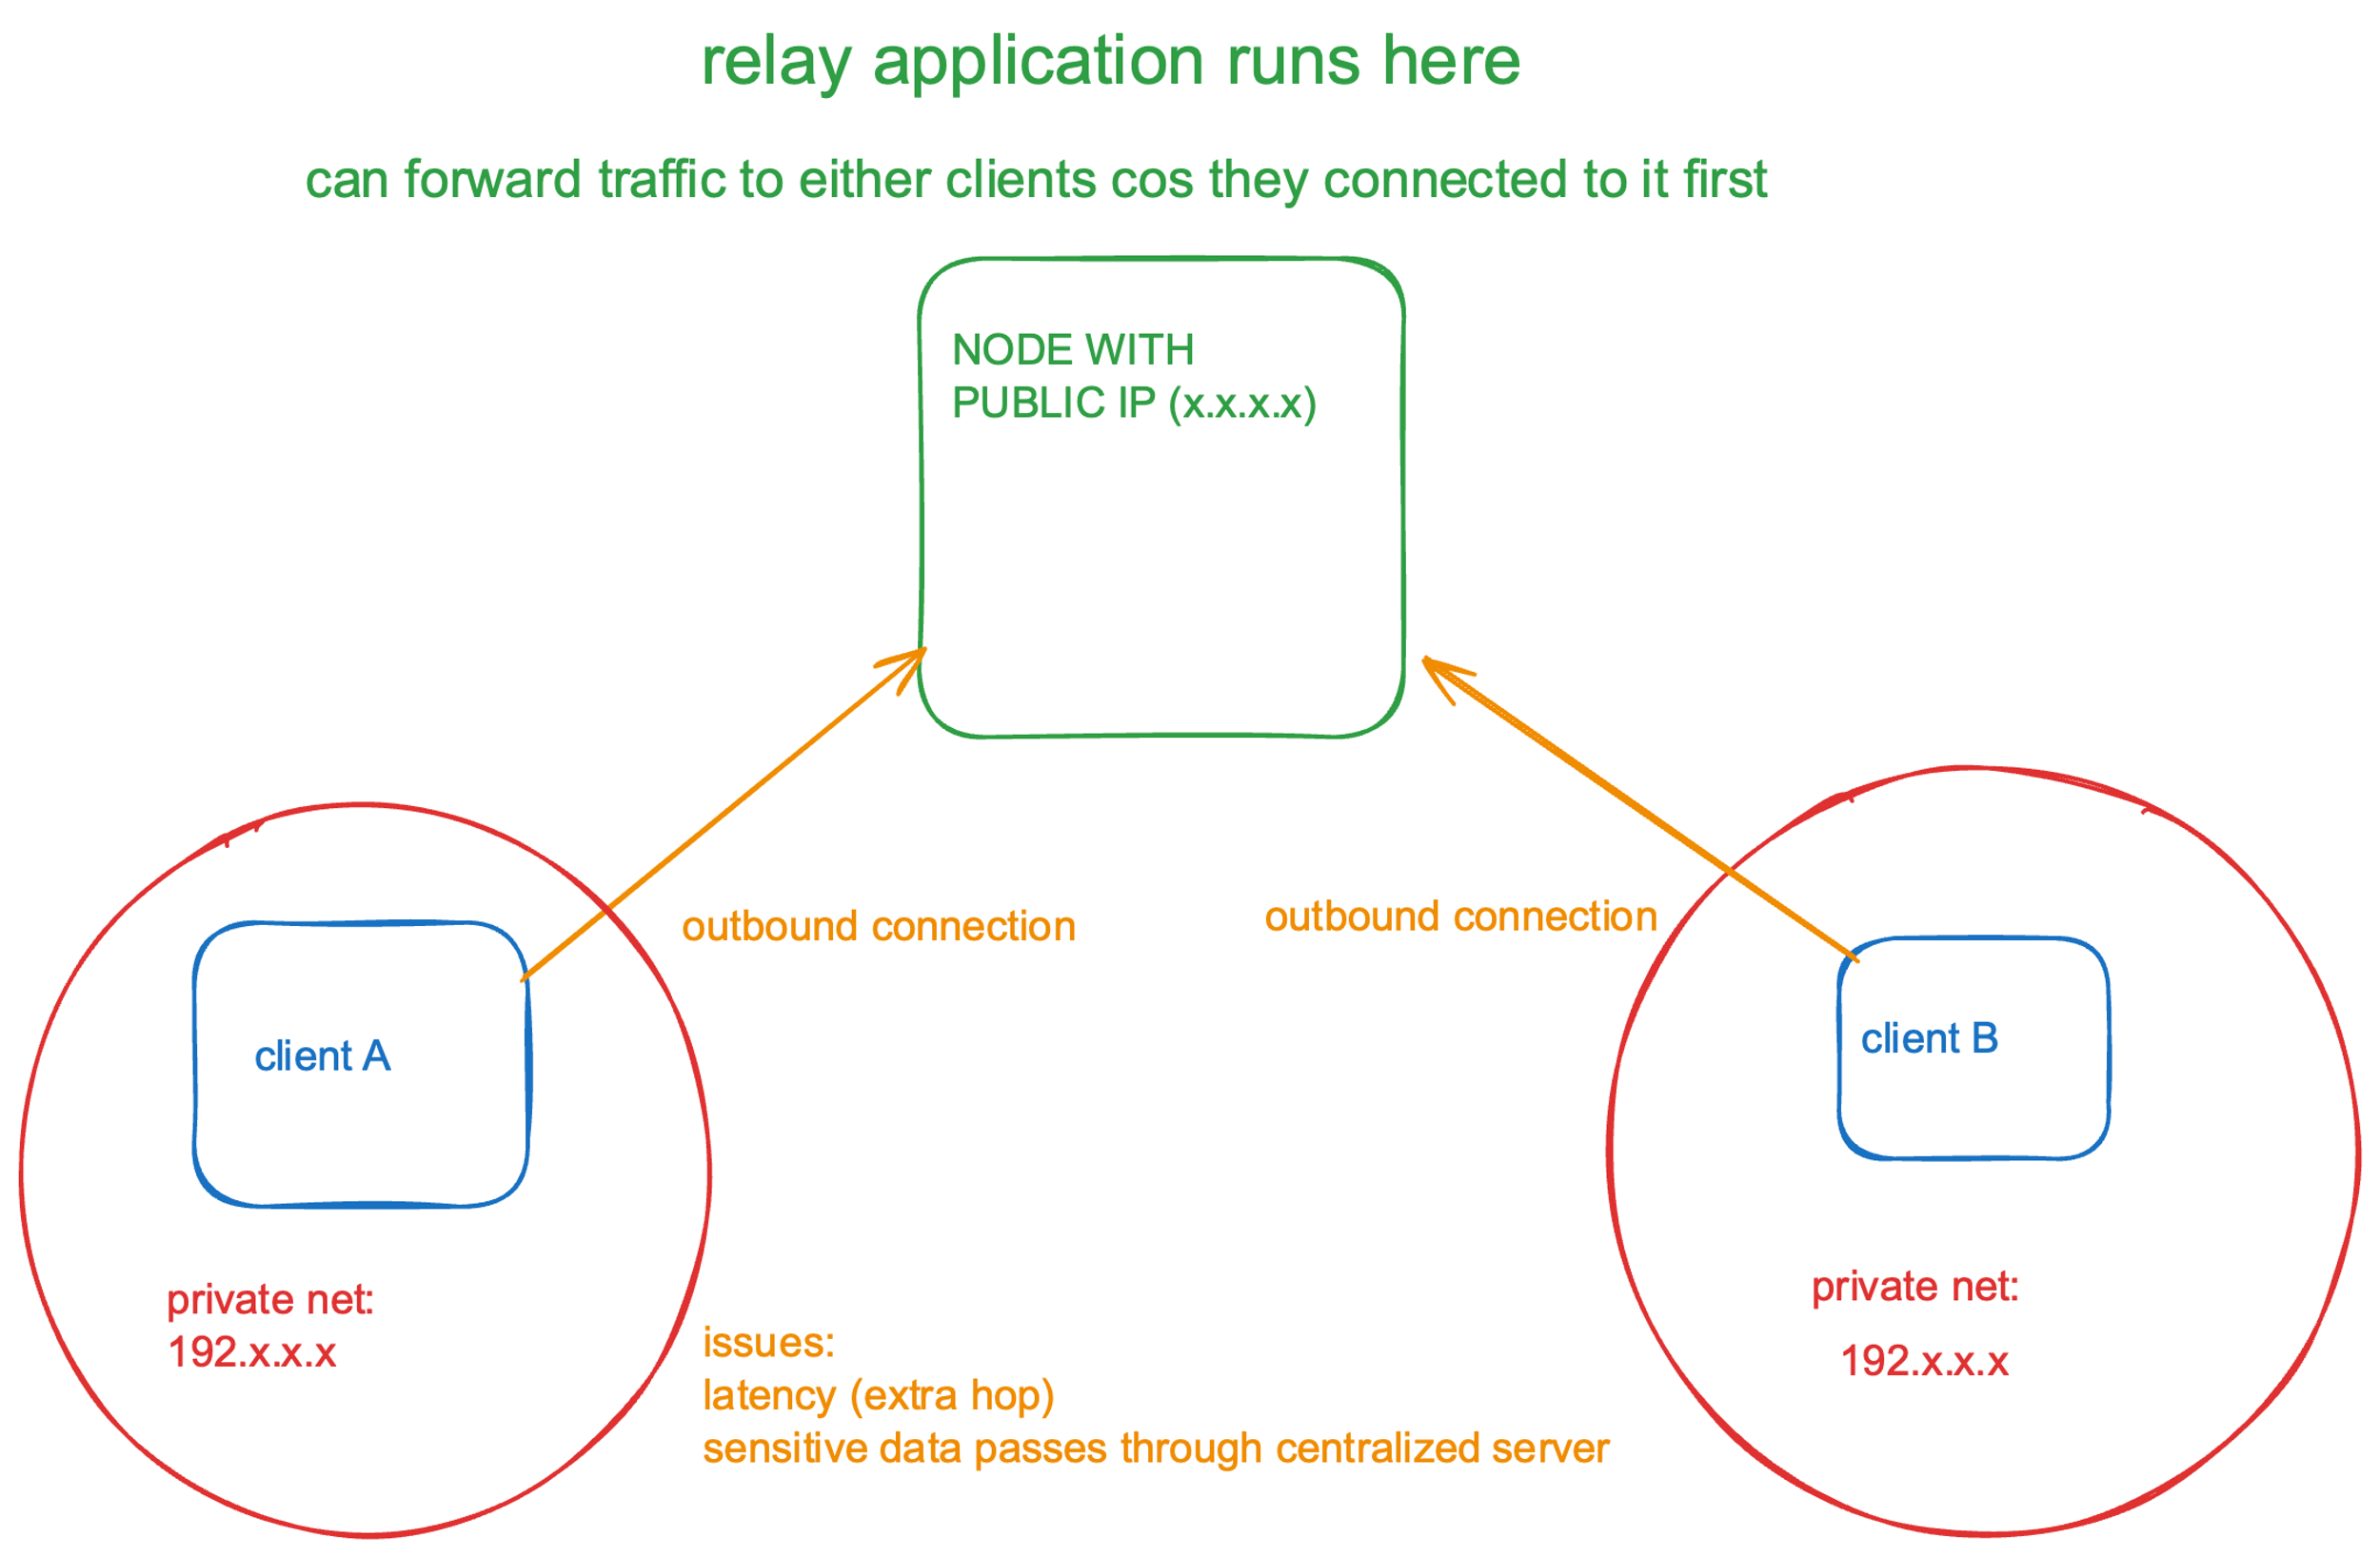 relay application runs here
can forward traffic to either clients cos they connected to it first
NODE WITH
PUBLIC IP (x.x.x.x)
outbound connection
outbound connection
client A
client B
private net:
192.x.x.x
private net:
192.x.x.x
issues:
latency (extra hop)
sensitive data passes through centralized server